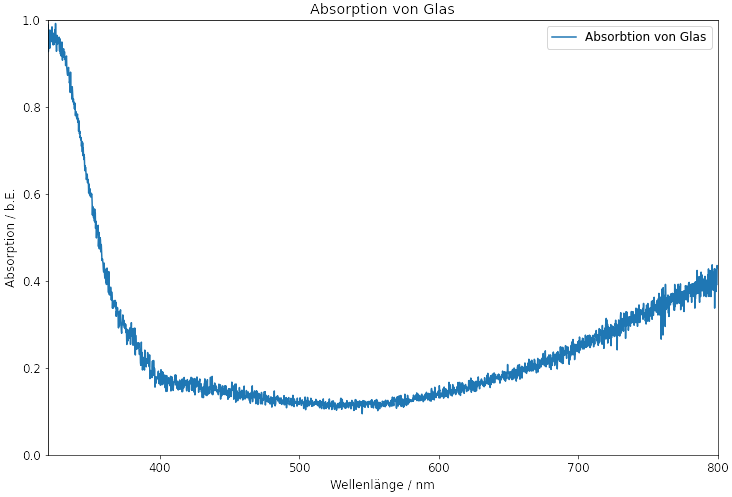 Absorption von Glas
Absorbtion von Glas
1.0
0.8
0.6
0.4
0.2
0.0
Absorption / b.E.
400
500
600
700
800
Wellenlänge / nm